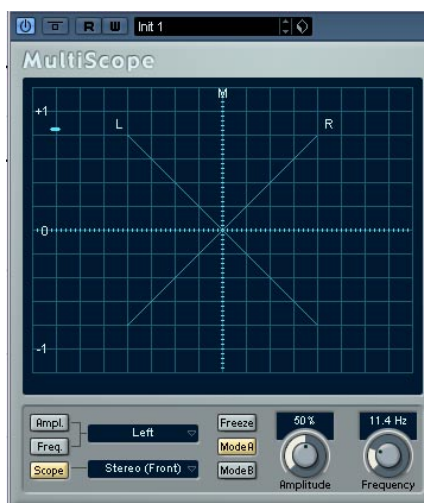 R W Init 1
MultiScope
M
+1
L R
+0
-1
Ampl. Freeze 50 % 11.4 Hz
Left
Freq. Mode A
Scope Stereo (Front) Mode B
Amplitude Frequency